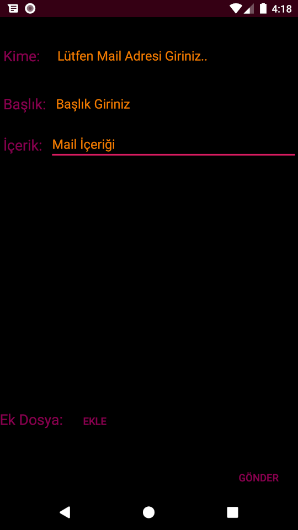 4:18
Kime: Lütfen Mail Adresi Giriniz..
Başlık: Başlık Giriniz
İçerik: Mail İçeriği
Ek Dosya: EKLE
GÖNDER